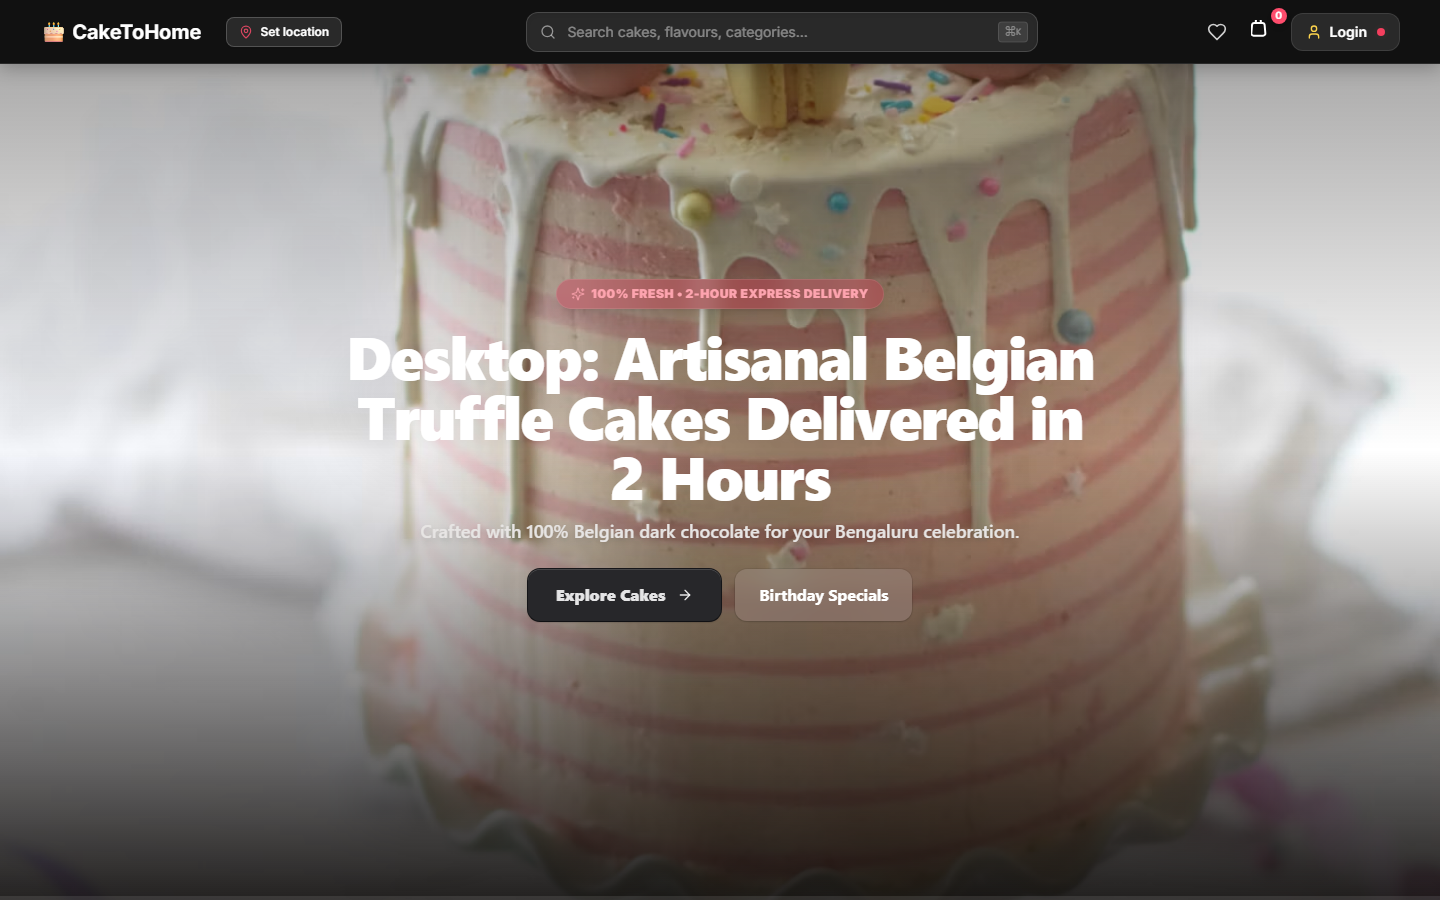 CakeToHome
Set location
Search cakes, flavours, categories...
⌘K
0
Login
100% FRESH • 2-HOUR EXPRESS DELIVERY
Desktop: Artisanal Belgian
Truffle Cakes Delivered in
2 Hours
Crafted with 100% Belgian dark chocolate for your Bengaluru celebration.
Explore Cakes →
Birthday Specials